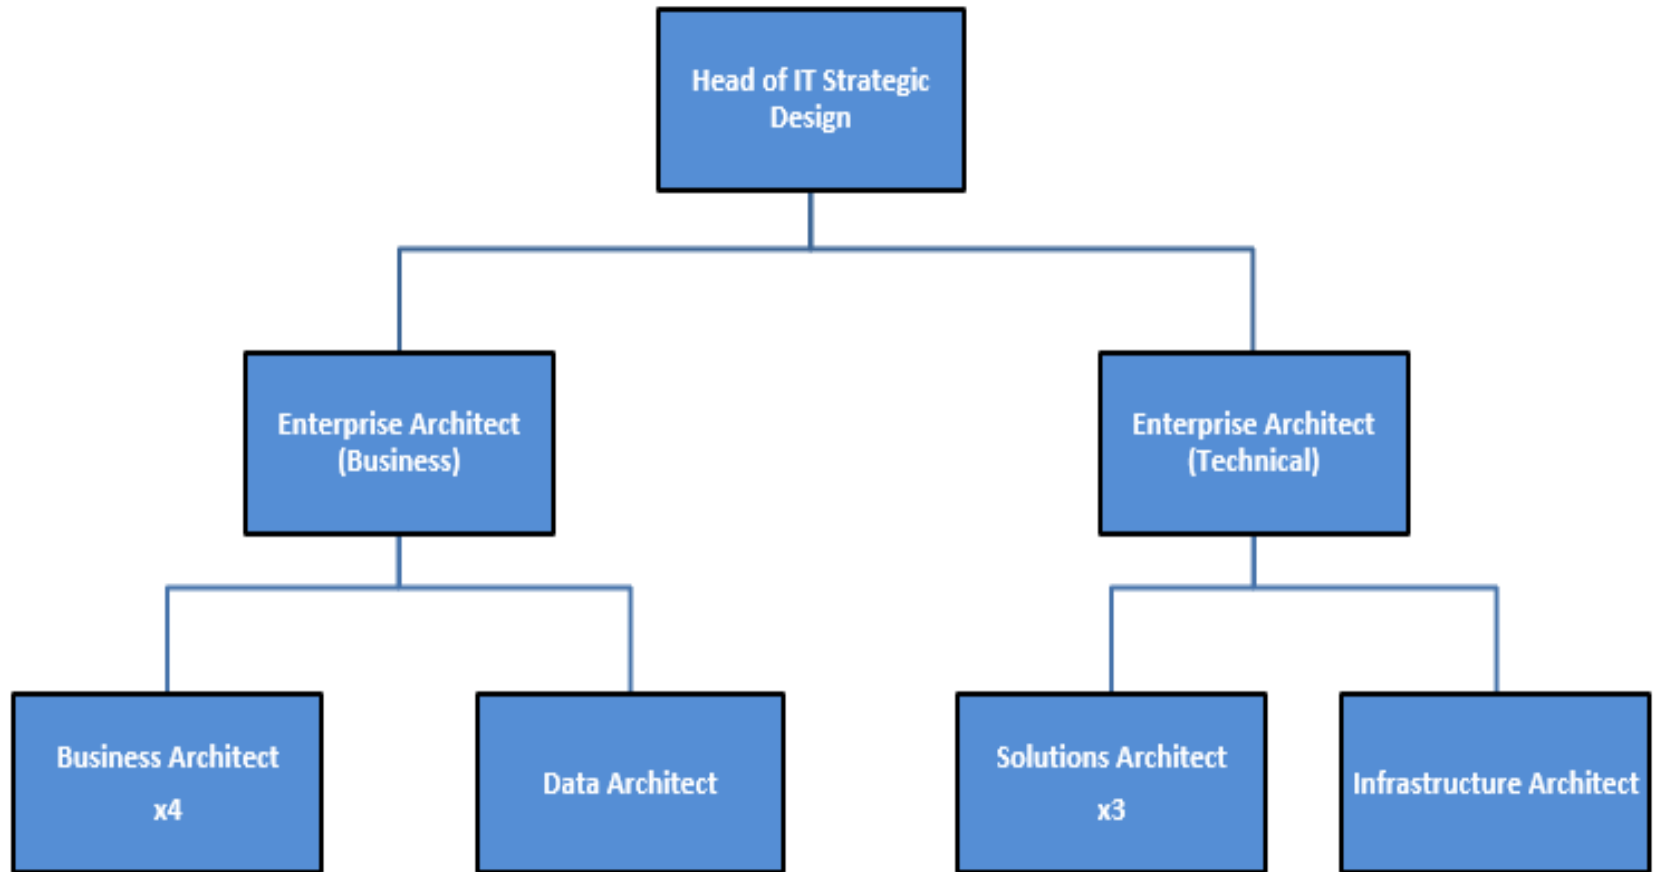 Head of IT Strategic
Design
Enterprise Architect
(Business)
Enterprise Architect
(Technical)
Business Architect
x4
Data Architect
Solutions Architect
x3
Infrastructure Architect